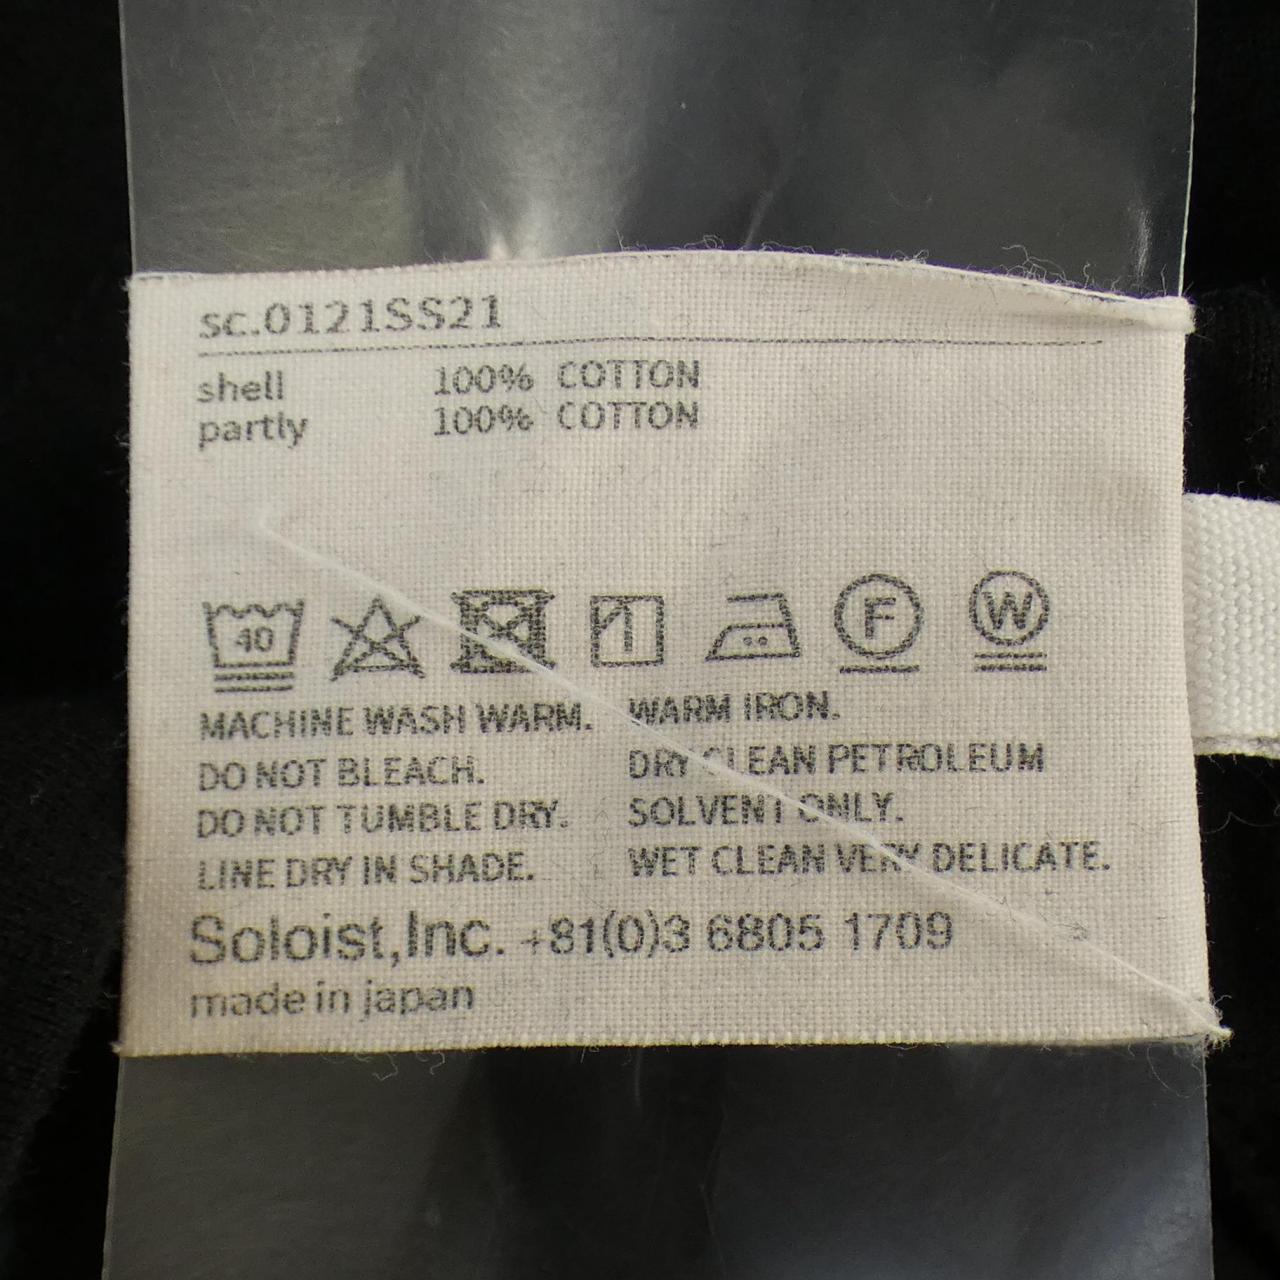 sc.0121SS21
shell 100% COTTON
partly 100% COTTON
40 F W
MACHINE WASH WARM. WARM IRON.
DO NOT BLEACH. DRY CLEAN PETROLEUM
DO NOT TUMBLE DRY. SOLVENT ONLY.
LINE DRY IN SHADE. WET CLEAN VERY DELICATE.
Soloist,Inc. +81(0)3 6805 1709
made in japan